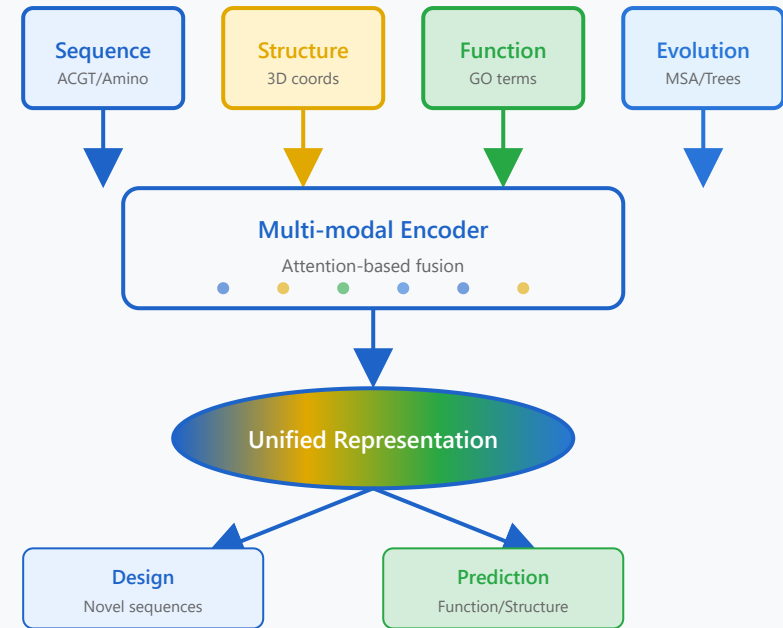 Sequence
ACGT/Amino
Structure
3D coords
Function
GO terms
Evolution
MSA/Trees
Multi-modal Encoder
Attention-based fusion
Unified Representation
Design
Novel sequences
Prediction
Function/Structure